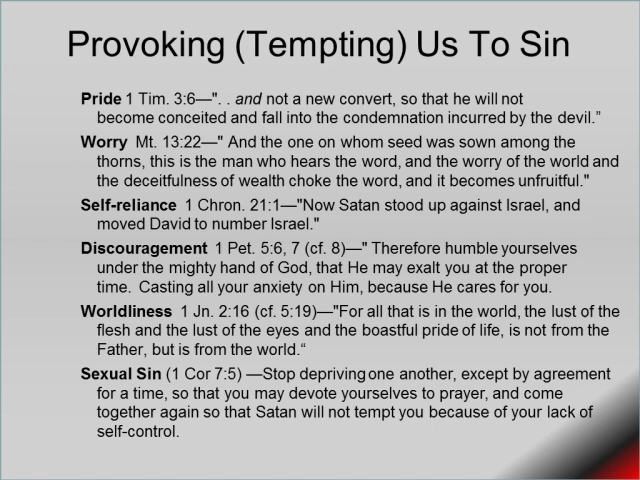 Provoking (Tempting) Us To Sin
Pride 1 Tim. 3:6—". . and not a new convert, so that he will not
become conceited and fall into the condemnation incurred by the devil.”
Worry Mt. 13:22—" And the one on whom seed was sown among the
thorns, this is the man who hears the word, and the worry of the world and
the deceitfulness of wealth choke the word, and it becomes unfruitful."
Self-reliance 1 Chron. 21:1—"Now Satan stood up against Israel, and
moved David to number Israel."
Discouragement 1 Pet. 5:6, 7 (cf. 8)—" Therefore humble yourselves
under the mighty hand of God, that He may exalt you at the proper
time. Casting all your anxiety on Him, because He cares for you.
Worldliness 1 Jn. 2:16 (cf. 5:19)—"For all that is in the world, the lust of the
flesh and the lust of the eyes and the boastful pride of life, is not from the
Father, but is from the world.“
Sexual Sin (1 Cor 7:5) —Stop depriving one another, except by agreement
for a time, so that you may devote yourselves to prayer, and come
together again so that Satan will not tempt you because of your lack of
self-control.